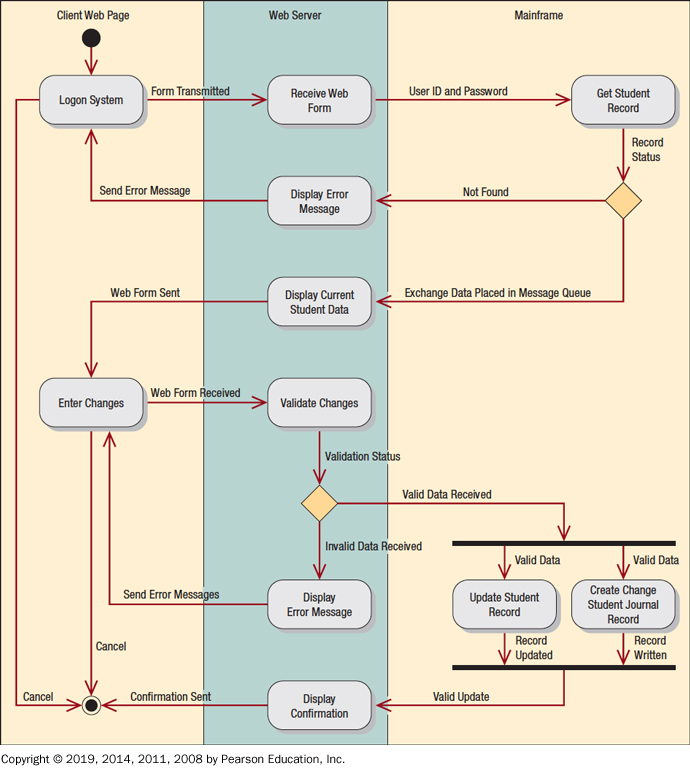 Client Web Page
Web Server
Mainframe
Logon System
Form Transmitted
Receive Web
Form
User ID and Password
Get Student
Record
Record
Status
Send Error Message
Display Error
Message
Not Found
Web Form Sent
Display Current
Student Data
Exchange Data Placed in Message Queue
Enter Changes
Web Form Received
Validate Changes
Validation Status
Valid Data Received
Invalid Data Received
Valid Data
Valid Data
Send Error Messages
Display
Error Message
Update Student
Record
Create Change
Student Journal
Record
Cancel
Record
Updated
Record
Written
Cancel
Confirmation Sent
Display
Confirmation
Valid Update
Copyright © 2019, 2014, 2011, 2008 by Pearson Education, Inc.